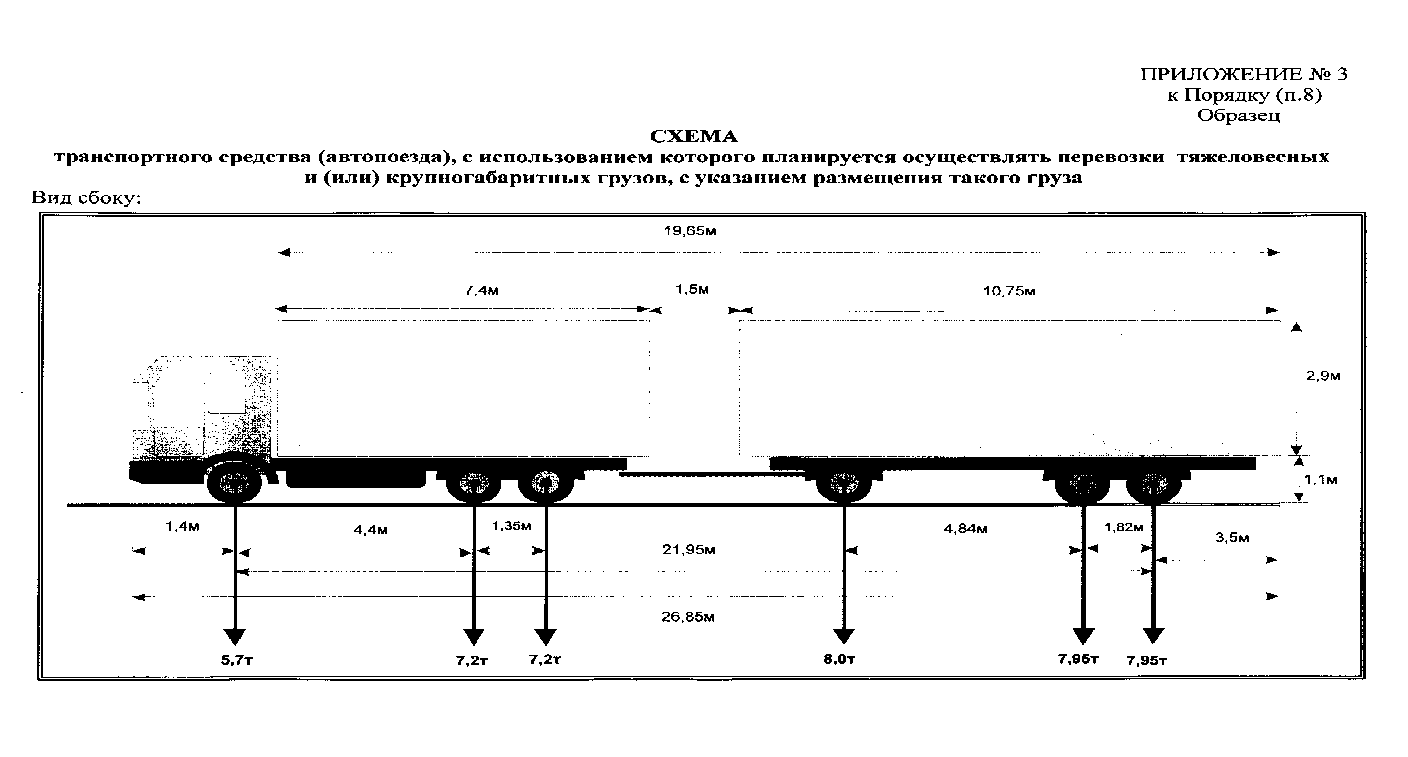 ПРИЛОЖЕНИЕ № 3
к Порядку (п.8)
Образец
СХЕМА
транспортного средства (автопоезда), с использованием которого планируется осуществлять перевозки тяжеловесных
и (или) крупногабаритных грузов, с указанием размещения такого груза
Вид сбоку:
19,65м
7,4м 1,5м 10,75м
2,9м
1,1м
1,4м 4,4м 1,35м 4,84м 1,82м 3,5м
21,95м
26,85м
5,7т 7,2т 7,2т 8,0т 7,95т 7,95т